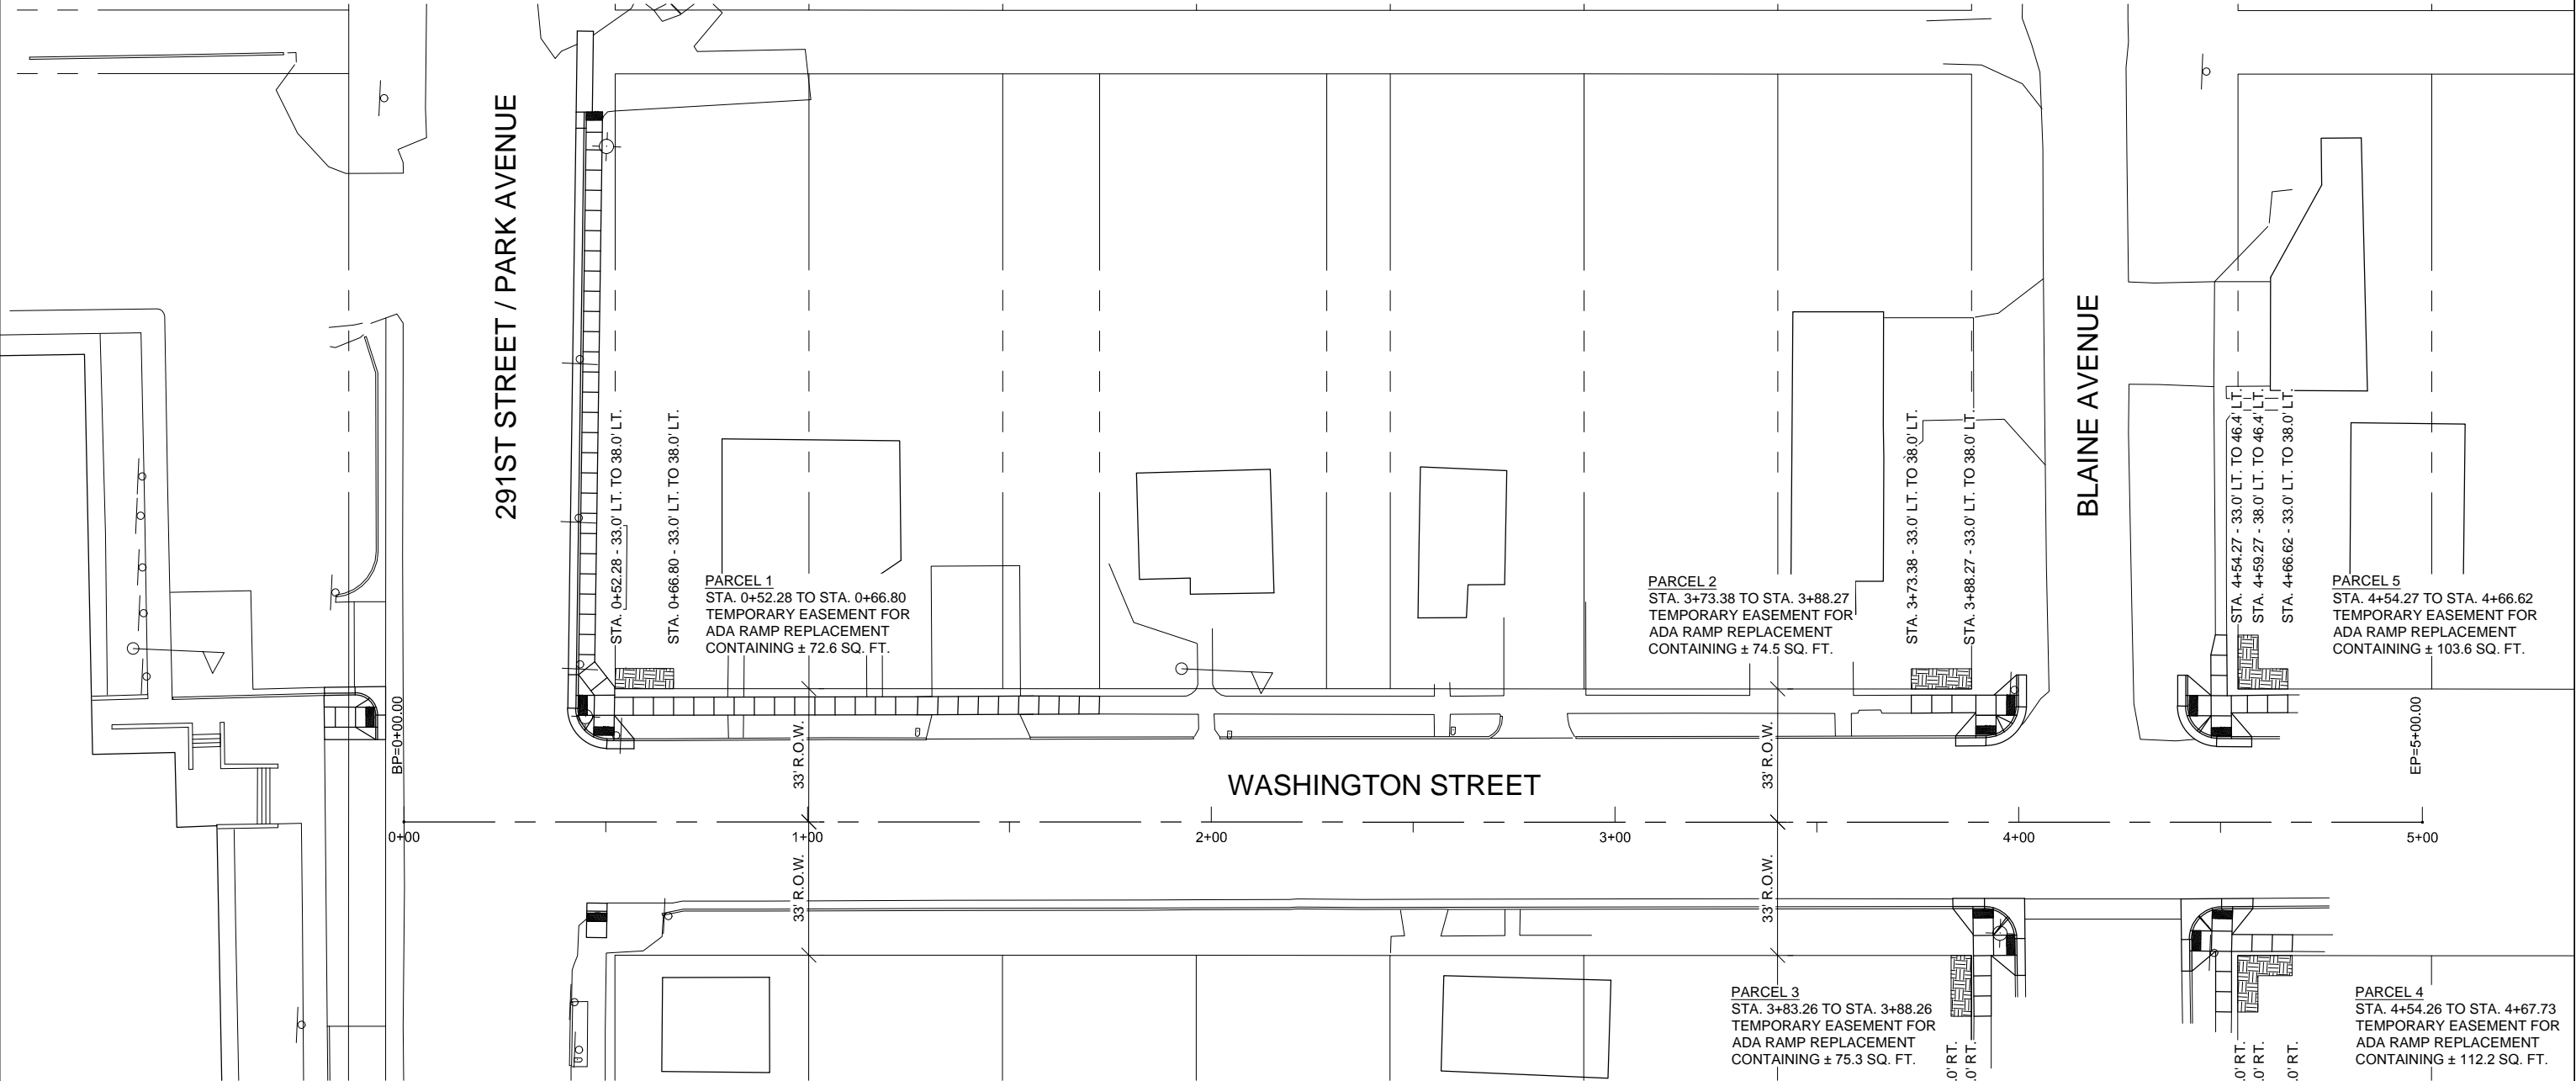 291ST STREET / PARK AVENUE
STA. 0+52.28 - 33.0' LT. TO 38.0' LT.
STA. 0+66.80 - 33.0' LT. TO 38.0' LT.
PARCEL 1
STA. 0+52.28 TO STA. 0+66.80
TEMPORARY EASEMENT FOR
ADA RAMP REPLACEMENT
CONTAINING ± 72.6 SQ. FT.
PARCEL 2
STA. 3+73.38 TO STA. 3+88.27
TEMPORARY EASEMENT FOR
ADA RAMP REPLACEMENT
CONTAINING ± 74.5 SQ. FT.
STA. 3+73.38 - 33.0' LT. TO 38.0' LT.
STA. 3+88.27 - 33.0' LT. TO 38.0' LT.
BLAINE AVENUE
STA. 4+54.27 - 33.0' LT. TO 46.4' LT.
STA. 4+59.27 - 38.0' LT. TO 46.4' LT.
STA. 4+66.62 - 33.0' LT. TO 38.0' LT.
PARCEL 5
STA. 4+54.27 TO STA. 4+66.62
TEMPORARY EASEMENT FOR
ADA RAMP REPLACEMENT
CONTAINING ± 103.6 SQ. FT.
BP=0+00.00
33' R.O.W.
WASHINGTON STREET
33' R.O.W.
EP=5+00.00
0+00
1+00
2+00
3+00
4+00
5+00
33' R.O.W.
33' R.O.W.
PARCEL 3
STA. 3+83.26 TO STA. 3+88.26
TEMPORARY EASEMENT FOR
ADA RAMP REPLACEMENT
CONTAINING ± 75.3 SQ. FT.
.0' RT.
.0' RT.
.0' RT.
.0' RT.
.0' RT.
PARCEL 4
STA. 4+54.26 TO STA. 4+67.73
TEMPORARY EASEMENT FOR
ADA RAMP REPLACEMENT
CONTAINING ± 112.2 SQ. FT.